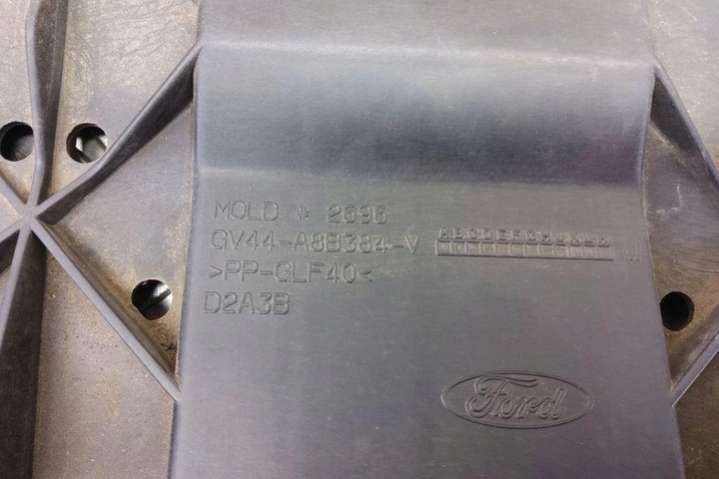 MOLD # 2696
GV44-A8B384-V
>PP-GLF40<
D2A3B
Ford